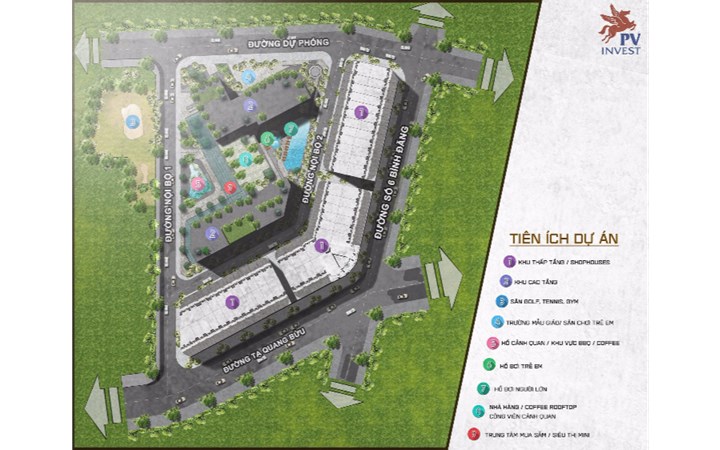 PV
INVEST
ĐƯỜNG DỰ PHÒNG
ĐƯỜNG NỘI BỘ 1
ĐƯỜNG NỘI BỘ 2
ĐƯỜNG SỐ 6 BÌNH ĐĂNG
ĐƯỜNG TẠ QUANG BỬU
TIỆN ÍCH DỰ ÁN
1 KHU THẤP TẦNG / SHOPHOUSES
KHU CAO TẦNG
SÂN GOLF, TENNIS, GYM
TRƯỜNG MẪU GIÁO/ SÂN CHƠI TRẺ EM
HỒ CẢNH QUAN / KHU VỰC BBQ / COFFEE
HỒ BƠI TRẺ EM
HỒ BƠI NGƯỜI LỚN
NHÀ HÀNG / COFFEE ROOFTOP
CÔNG VIÊN CẢNH QUAN
TRUNG TÂM MUA SẮM / SIÊU THỊ MINI